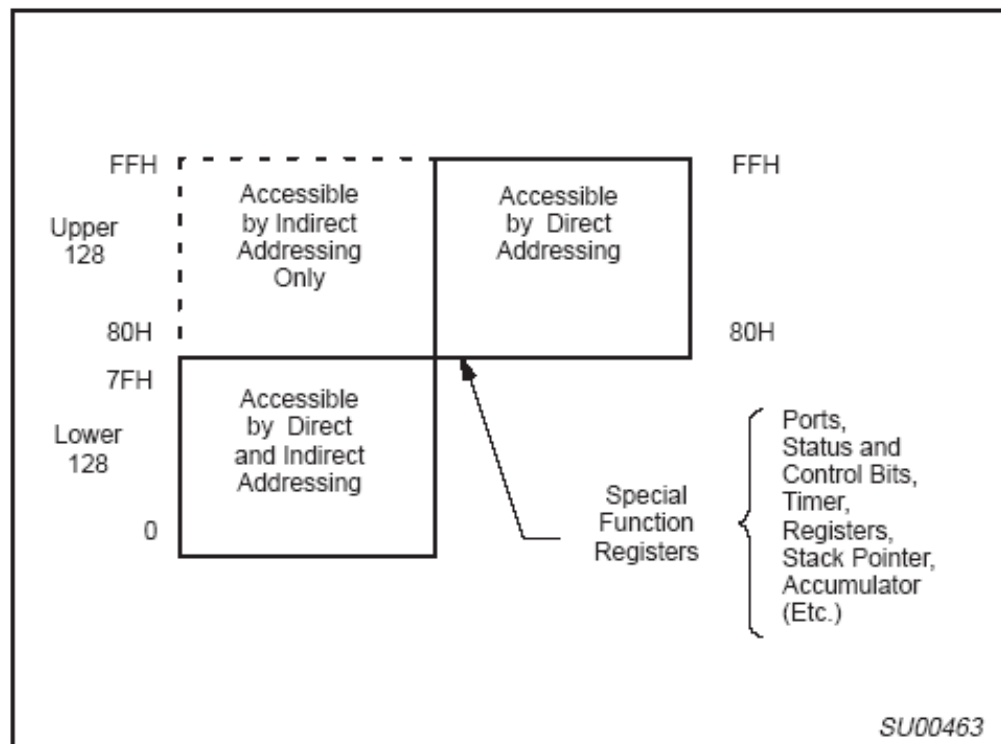 FFH
Upper
128
80H
7FH
Lower
128
0
Accessible
by Indirect
Addressing
Only
Accessible
by Direct
Addressing
FFH
80H
Accessible
by Direct
and Indirect
Addressing
Special
Function
Registers
Ports,
Status and
Control Bits,
Timer,
Registers,
Stack Pointer,
Accumulator
(Etc.)
SU00463